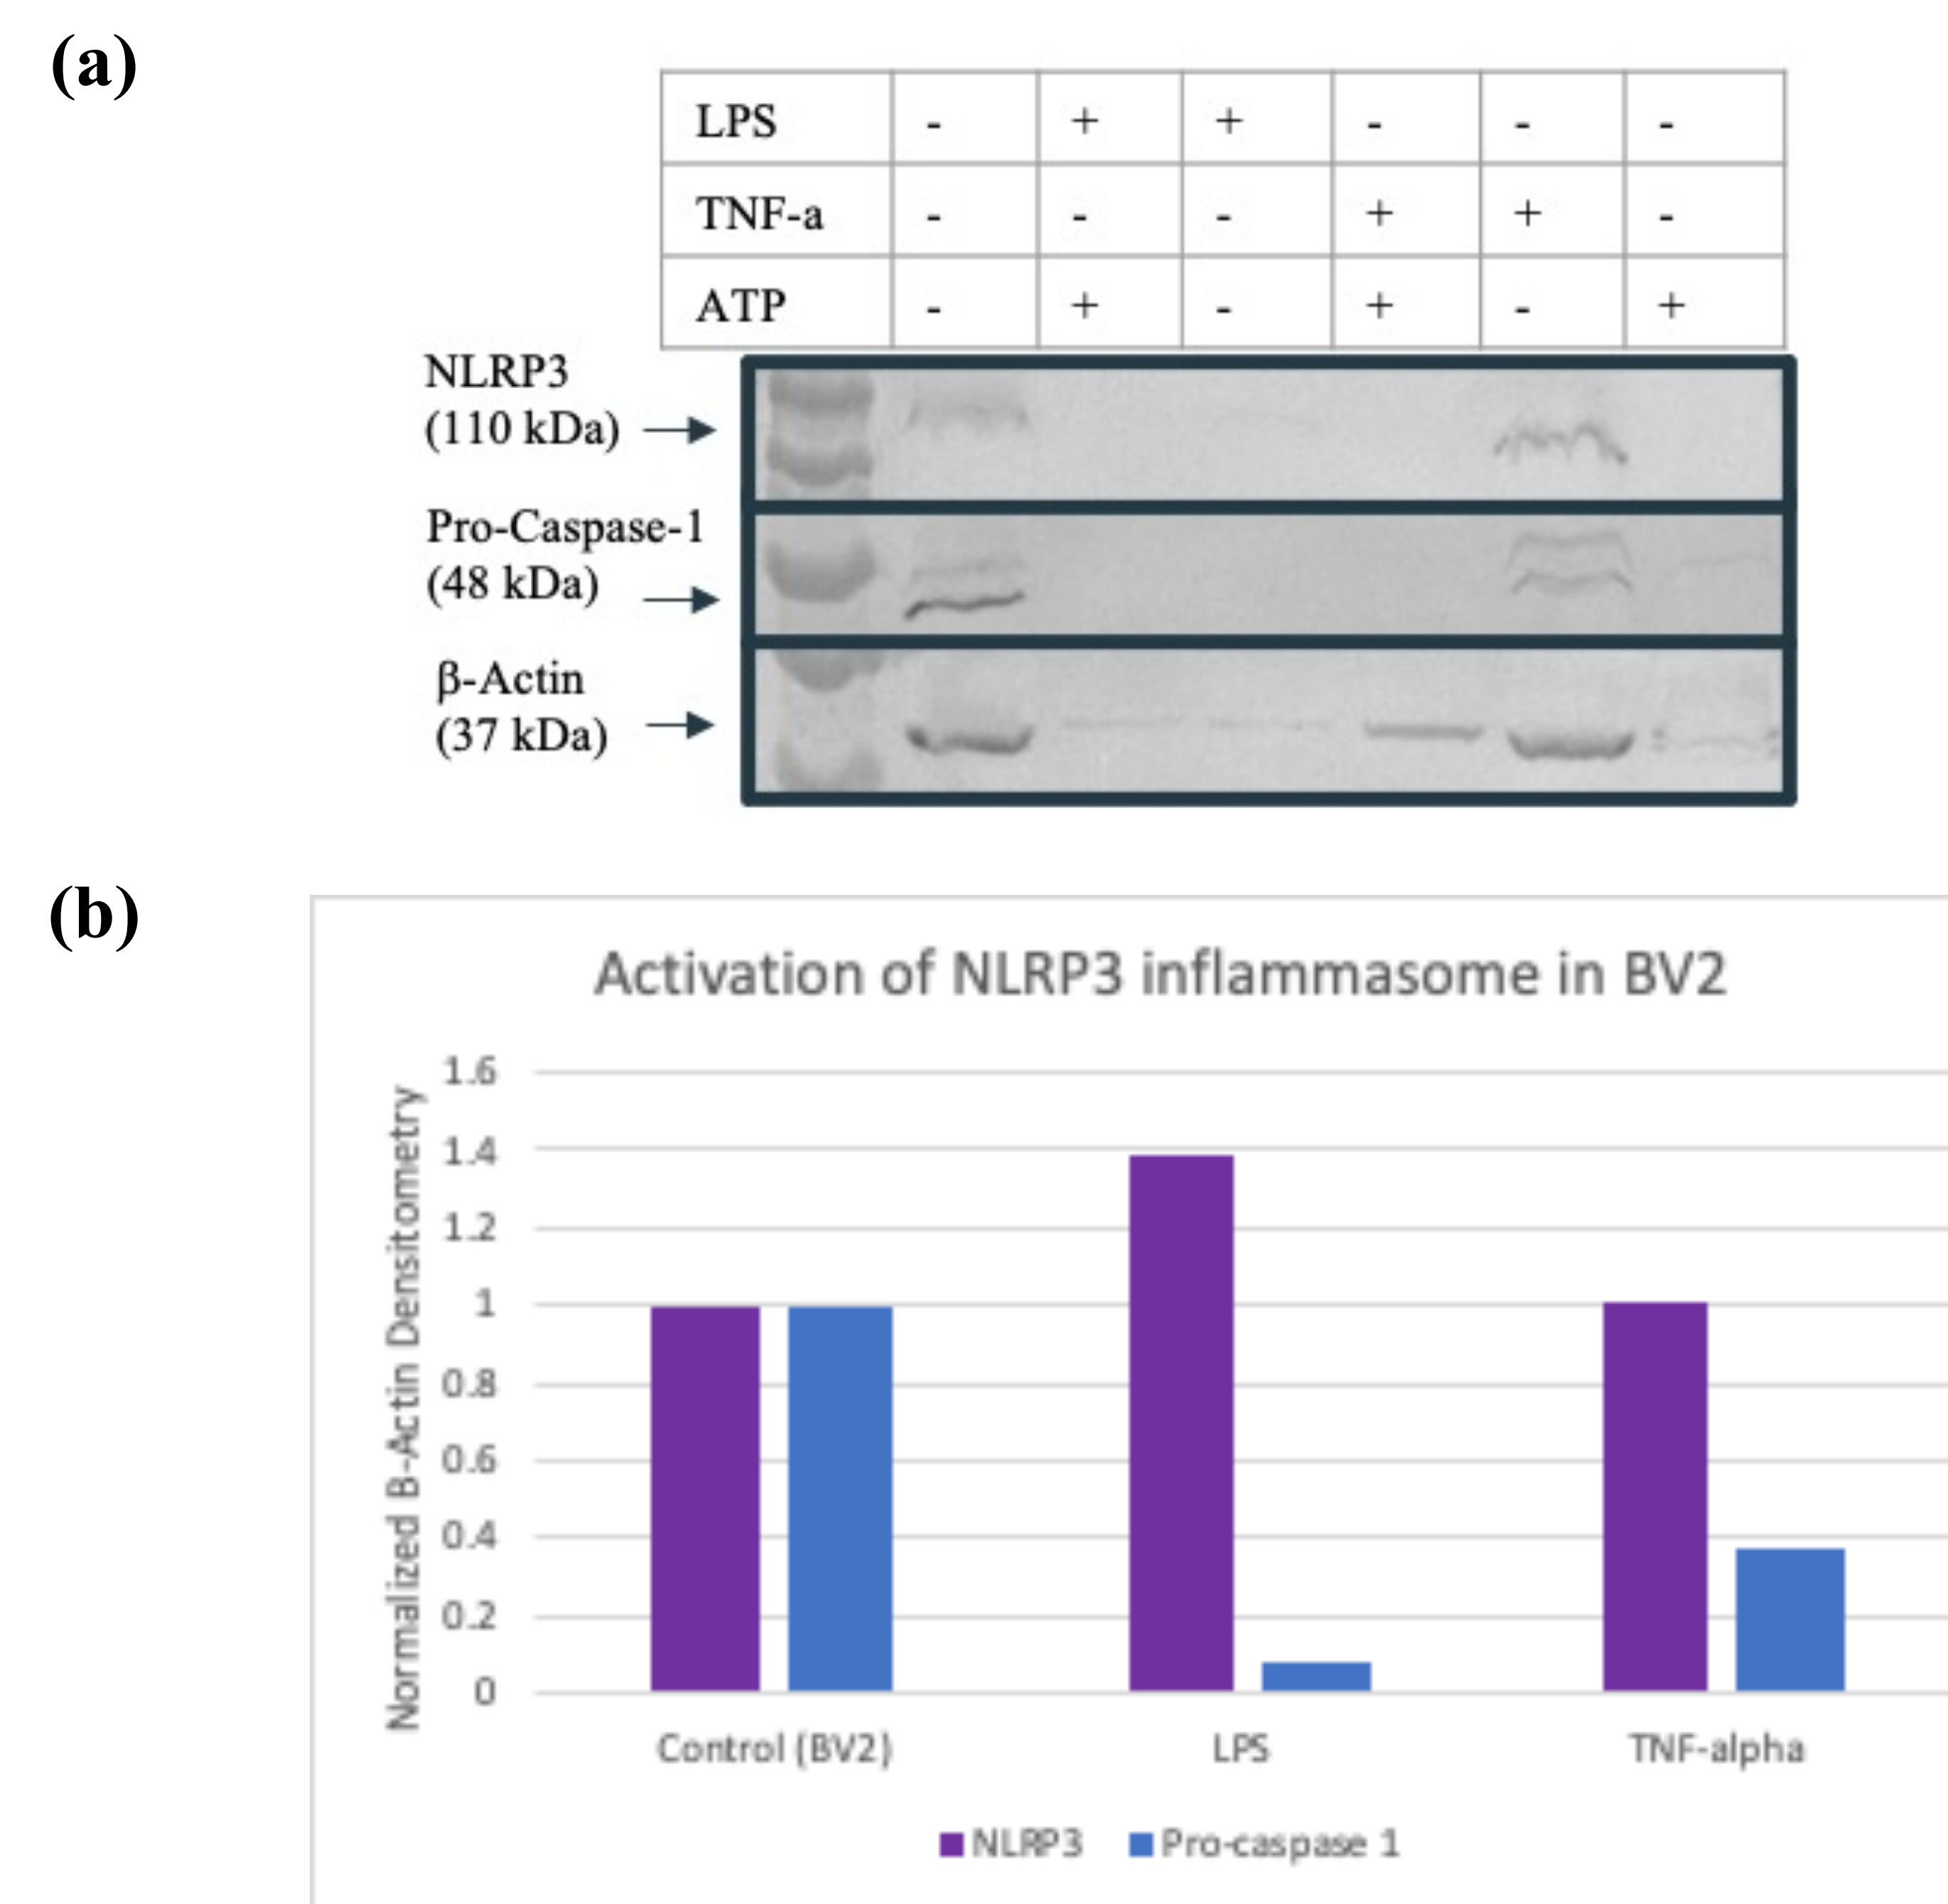 (a)
LPS - + + - - -
TNF-a - - - + + -
ATP - + - + - +
NLRP3
(110 kDa)
Pro-Caspase-1
(48 kDa)
β-Actin
(37 kDa)
(b)
Activation of NLRP3 inflammasome in BV2
Normalized B-Actin Densitometry
1.6
1.4
1.2
1
0.8
0.6
0.4
0.2
0
Control (BV2) LPS TNF-alpha
NLRP3 Pro-caspase 1